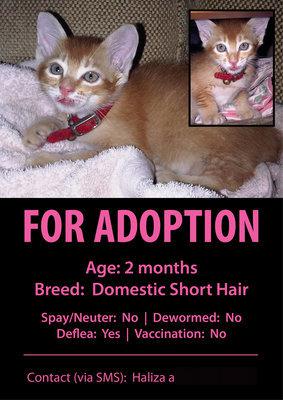 FOR ADOPTION
Age: 2 months
Breed: Domestic Short Hair
Spay/Neuter: No | Dewormed: No
Deflea: Yes | Vaccination: No
Contact (via SMS): Haliza a